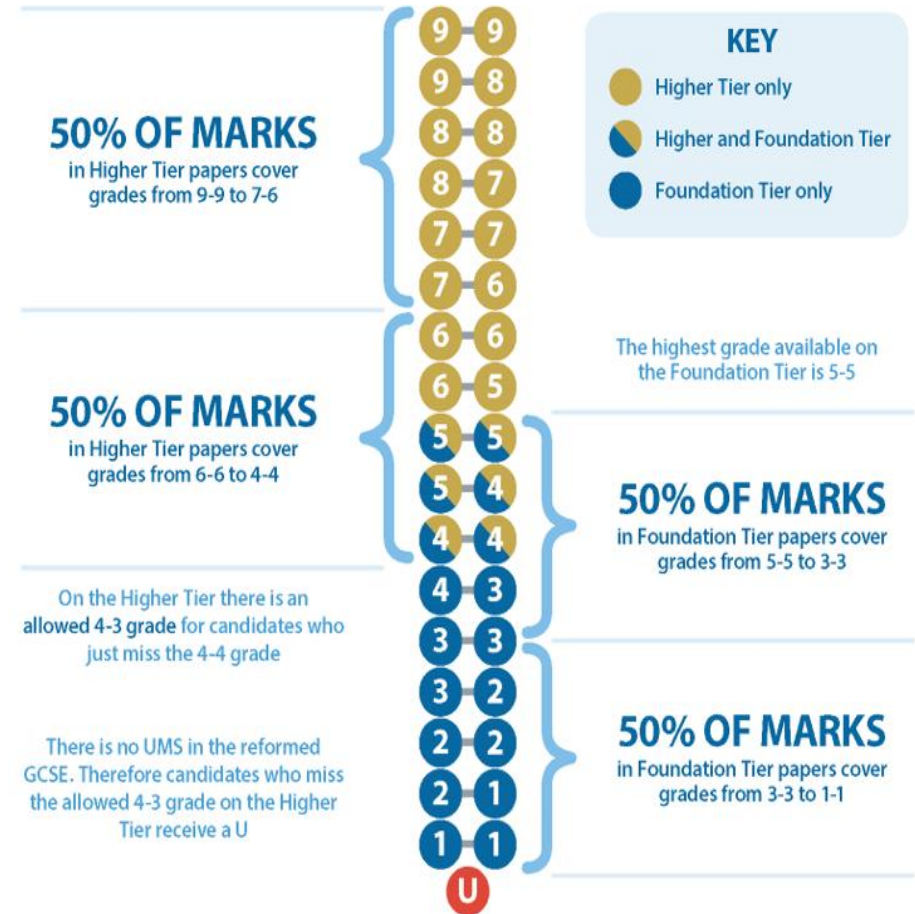 50% OF MARKS
in Higher Tier papers cover
grades from 9-9 to 7-6
50% OF MARKS
in Higher Tier papers cover
grades from 6-6 to 4-4
On the Higher Tier there is an
allowed 4-3 grade for candidates who
just miss the 4-4 grade
There is no UMS in the reformed
GCSE. Therefore candidates who miss
the allowed 4-3 grade on the Higher
Tier receive a U
9-9
9-8
8-8
8-7
7-7
7-6
6-6
6-5
5-5
5-4
4-4
4-3
3-3
3-2
2-2
2-1
1-1
U
KEY
Higher Tier only
Higher and Foundation Tier
Foundation Tier only
The highest grade available on
the Foundation Tier is 5-5
50% OF MARKS
in Foundation Tier papers cover
grades from 5-5 to 3-3
50% OF MARKS
in Foundation Tier papers cover
grades from 3-3 to 1-1